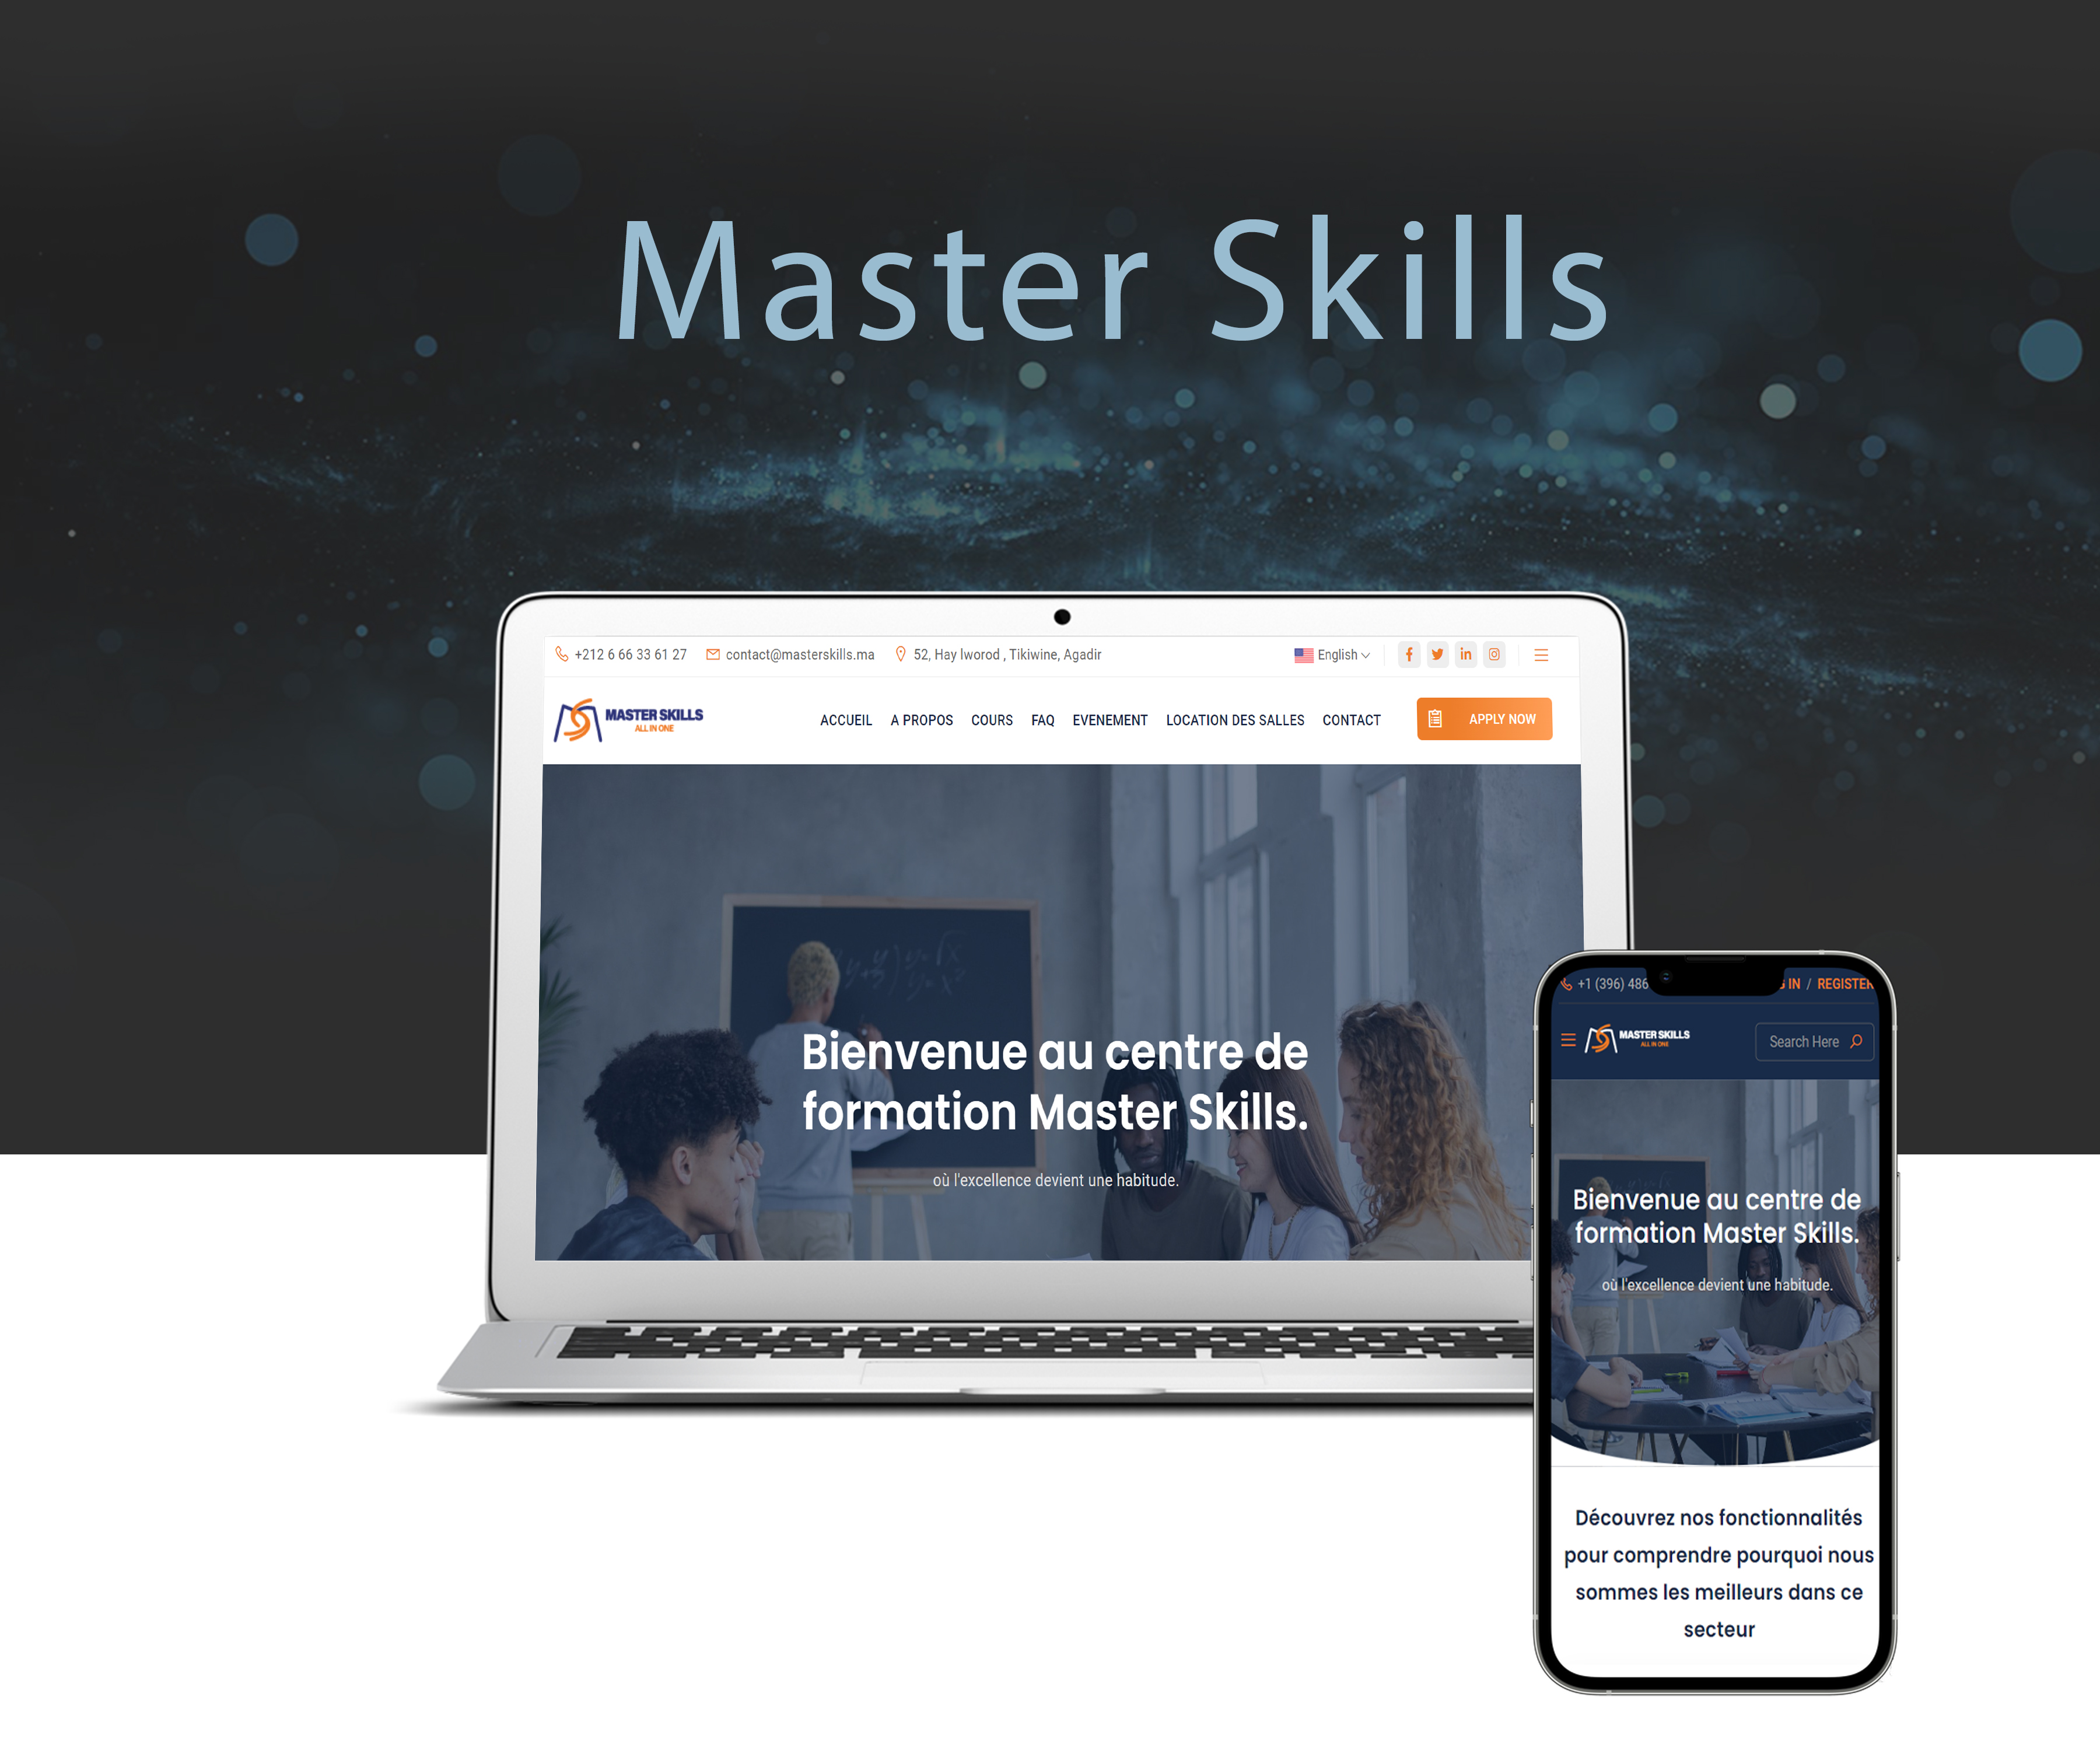 Master Skills
+212 6 66 33 61 27 contact@masterskills.ma 52, Hay lworod , Tikiwine, Agadir English
MASTER SKILLS
ALL IN ONE
ACCUEIL A PROPOS COURS FAQ EVENEMENT LOCATION DES SALLES CONTACT APPLY NOW
Bienvenue au centre de
formation Master Skills.
où l'excellence devient une habitude.
+1 (396) 486 IN / REGISTER
MASTER SKILLS
ALL IN ONE
Search Here
Bienvenue au centre de
formation Master Skills.
où l'excellence devient une habitude.
Découvrez nos fonctionnalités
pour comprendre pourquoi nous
sommes les meilleurs dans ce
secteur